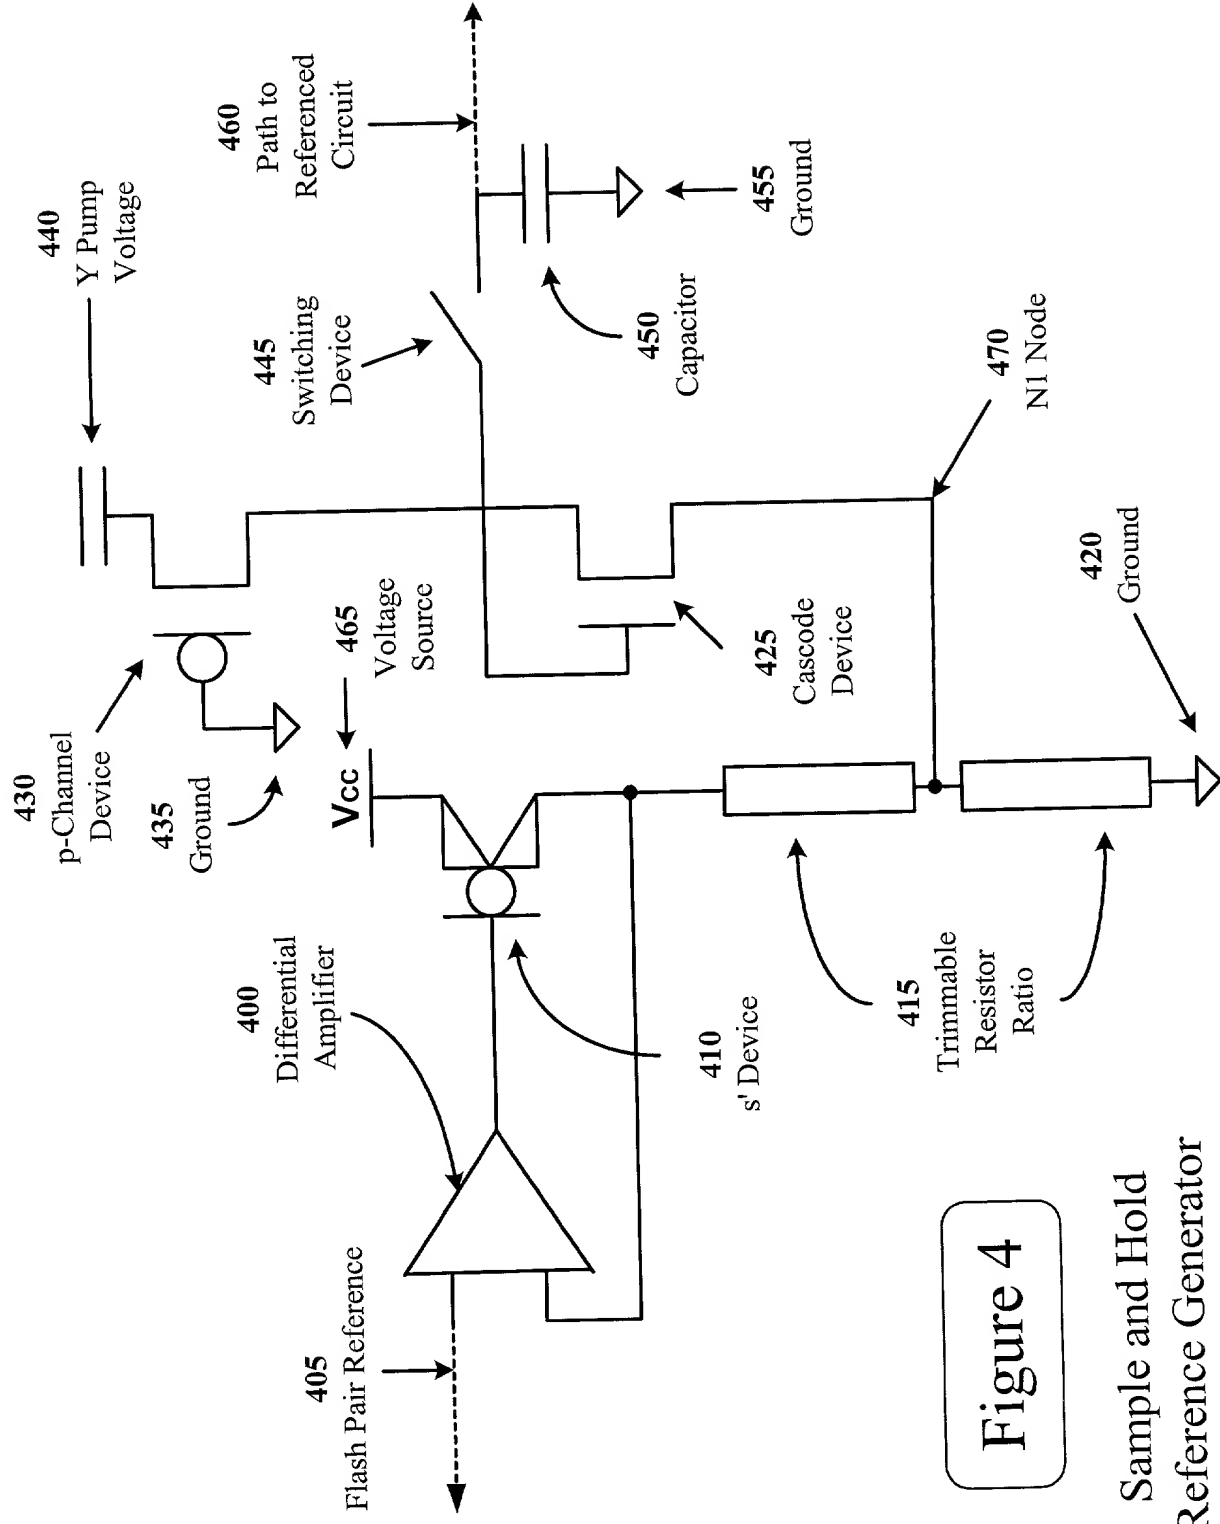 440
Y Pump
Voltage
460
Path to
Referenced
Circuit
430
p-Channel
Device
435
Ground
465
Voltage
Source
Vcc
445
Switching
Device
450
Capacitor
455
Ground
400
Differential
Amplifier
405
Flash Pair Reference
410
s' Device
425
Cascode
Device
470
N1 Node
415
Trimmable
Resistor
Ratio
420
Ground
Figure 4
Sample and Hold
Reference Generator